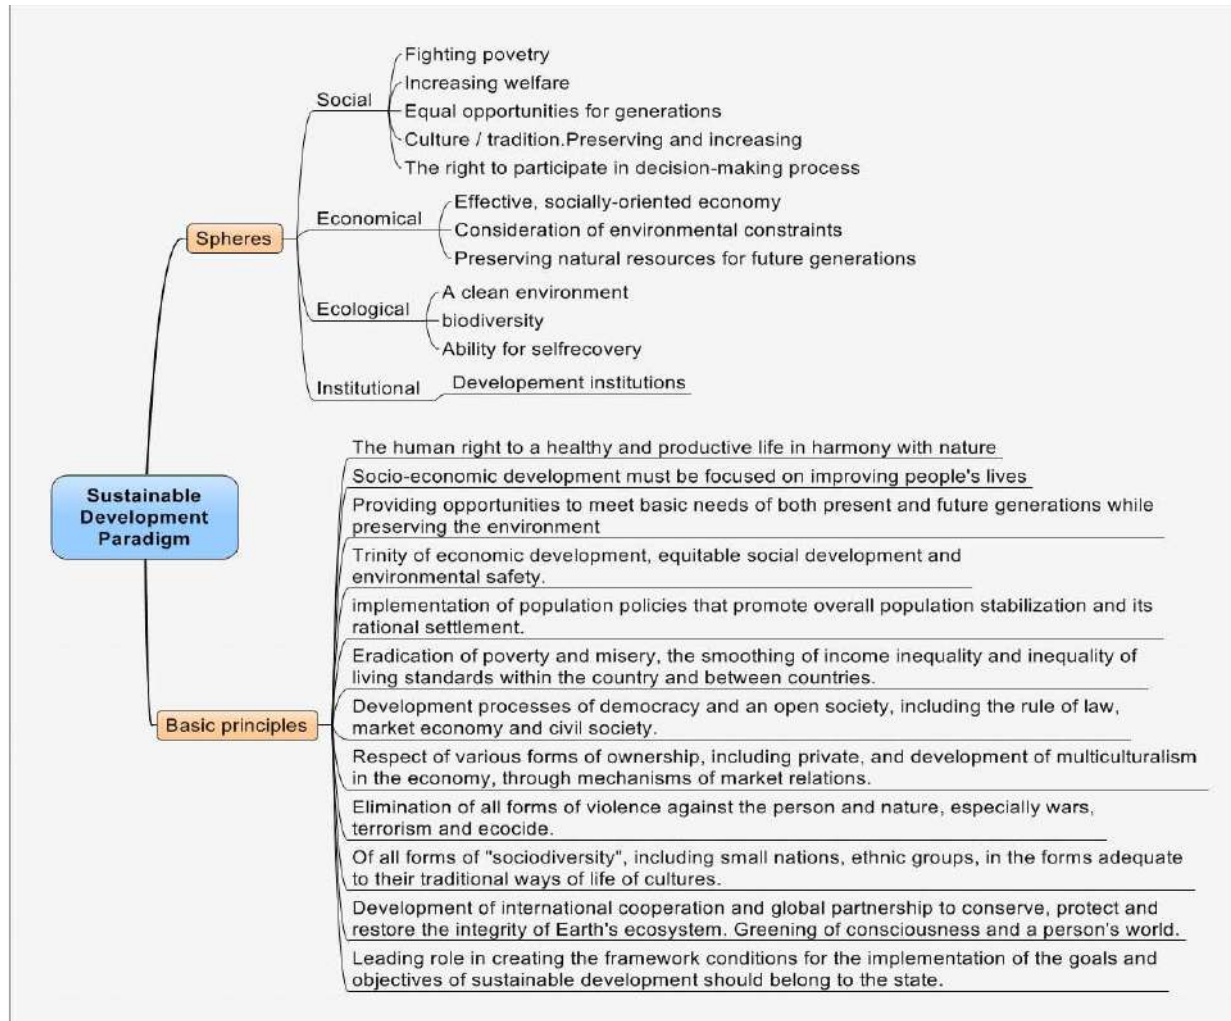 Fighting povetry
Increasing welfare
Social
Equal opportunities for generations
Culture / tradition.Preserving and increasing
The right to participate in decision-making process
Effective, socially-oriented economy
Economical
Consideration of environmental constraints
Spheres
Preserving natural resources for future generations
A clean environment
Ecological
biodiversity
Ability for selfrecovery
Institutional
Developement institutions
The human right to a healthy and productive life in harmony with nature
Socio-economic development must be focused on improving people's lives
Sustainable
Development
Paradigm
Providing opportunities to meet basic needs of both present and future generations while
preserving the environment
Trinity of economic development, equitable social development and
environmental safety.
implementation of population policies that promote overall population stabilization and its
rational settlement.
Eradication of poverty and misery, the smoothing of income inequality and inequality of
living standards within the country and between countries.
Basic principles
Development processes of democracy and an open society, including the rule of law,
market economy and civil society.
Respect of various forms of ownership, including private, and development of multiculturalism
in the economy, through mechanisms of market relations.
Elimination of all forms of violence against the person and nature, especially wars,
terrorism and ecocide.
Of all forms of "sociodiversity", including small nations, ethnic groups, in the forms adequate
to their traditional ways of life of cultures.
Development of international cooperation and global partnership to conserve, protect and
restore the integrity of Earth's ecosystem. Greening of consciousness and a person's world.
Leading role in creating the framework conditions for the implementation of the goals and
objectives of sustainable development should belong to the state.